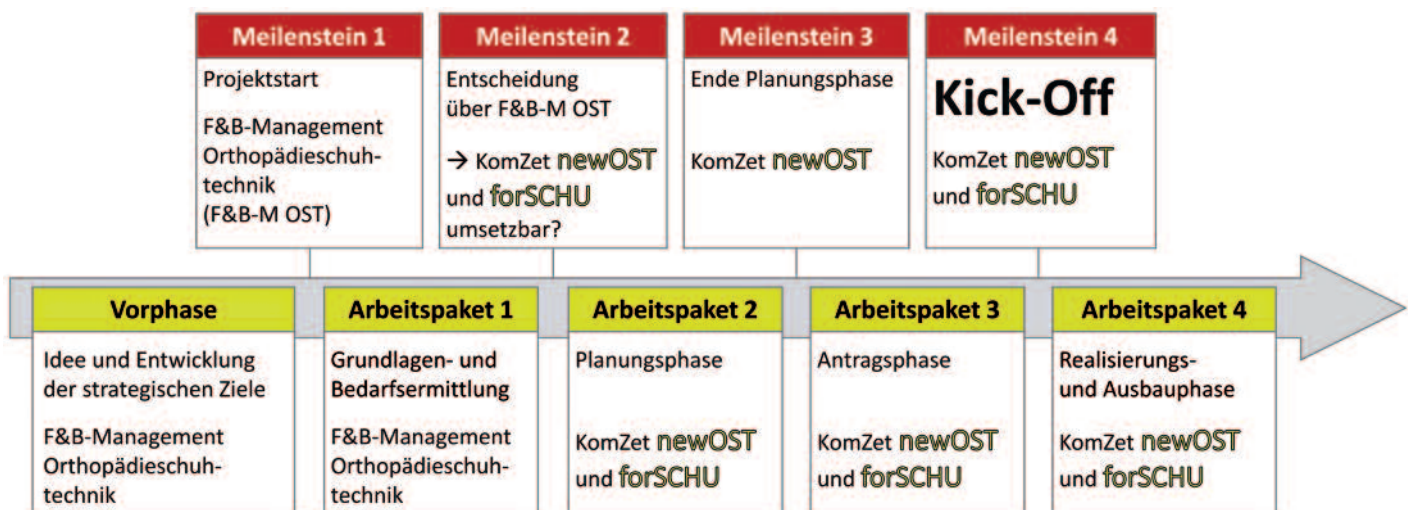 Meilenstein 1
Projektstart
F&B-Management
Orthopädieschuh-
technik
(F&B-M OST)
Meilenstein 2
Entscheidung
über F&B-M OST
→ KomZet newOST
und forSCHU
umsetzbar?
Meilenstein 3
Ende Planungsphase
KomZet newOST
Meilenstein 4
Kick-Off
KomZet newOST
und forSCHU
Vorphase
Idee und Entwicklung
der strategischen Ziele
F&B-Management
Orthopädieschuh-
technik
Arbeitspaket 1
Grundlagen- und
Bedarfsermittlung
F&B-Management
Orthopädieschuh-
technik
Arbeitspaket 2
Planungsphase
KomZet newOST
und forSCHU
Arbeitspaket 3
Antragsphase
KomZet newOST
und forSCHU
Arbeitspaket 4
Realisierungs-
und Ausbauphase
KomZet newOST
und forSCHU